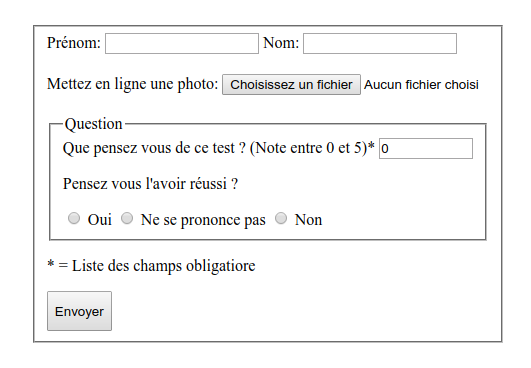 Prénom: Nom:
Mettez en ligne une photo: Choisissez un fichier Aucun fichier choisi
Question
Que pensez vous de ce test ? (Note entre 0 et 5)* 0
Pensez vous l'avoir réussi ?
Oui Ne se prononce pas Non
* = Liste des champs obligatiore
Envoyer